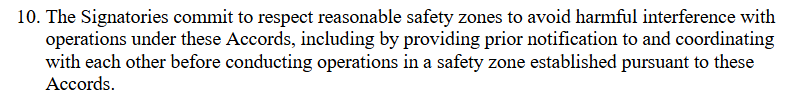 10. The Signatories commit to respect reasonable safety zones to avoid harmful interference with
operations under these Accords, including by providing prior notification to and coordinating
with each other before conducting operations in a safety zone established pursuant to these
Accords.